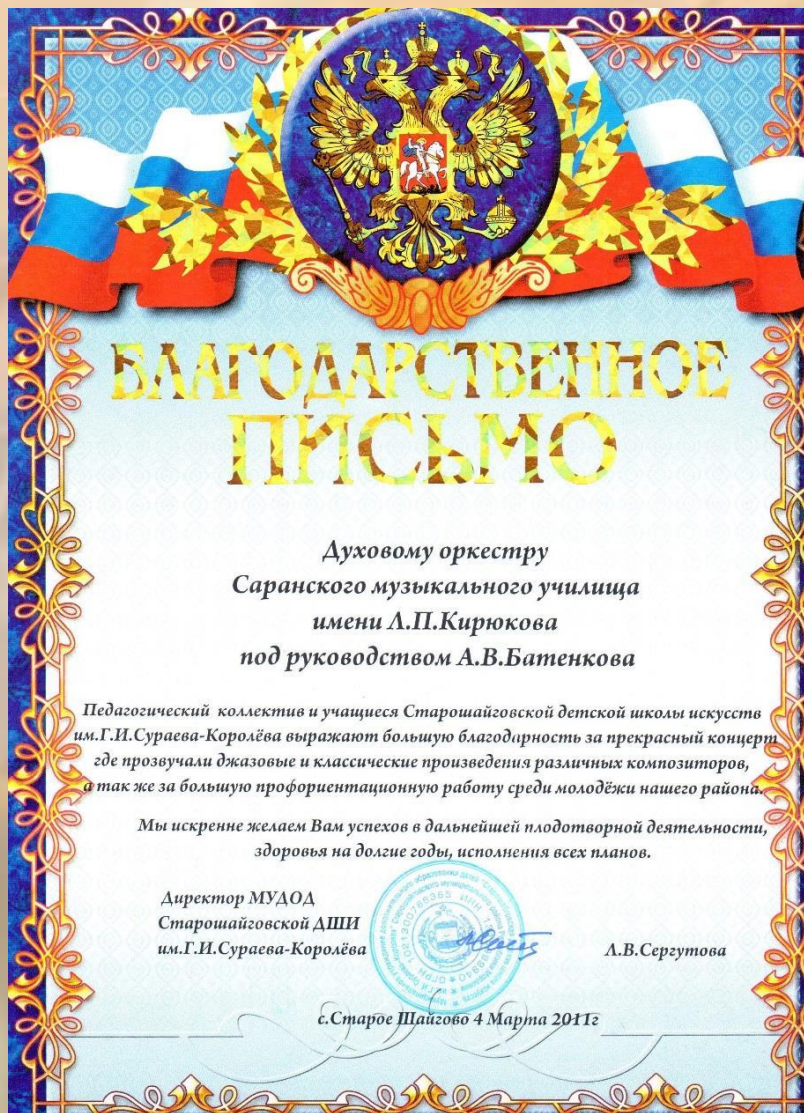 БЛАГОДАРСТВЕННОЕ
ПИСЬМО
Духовому оркестру
Саранского музыкального училища
имени Л.П.Кирюкова
под руководством А.В.Батенкова
Педагогический коллектив и учащиеся Старошайговской детской школы искусств
им.Г.И.Сураева-Королёва выражают большую благодарность за прекрасный концерт
где прозвучали джазовые и классические произведения различных композиторов,
а так же за большую профориентационную работу среди молодёжи нашего района.
Мы искренне желаем Вам успехов в дальнейшей плодотворной деятельности,
здоровья на долгие годы, исполнения всех планов.
Директор МУДОД
Старошайговской ДШИ
им.Г.И.Сураева-Королёва Л.В.Сергутова
с.Старое Шайгово 4 Марта 2011г